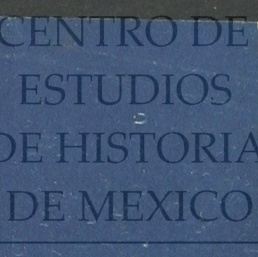 CENTRO DE
ESTUDIOS
DE HISTORIA
DE MEXICO